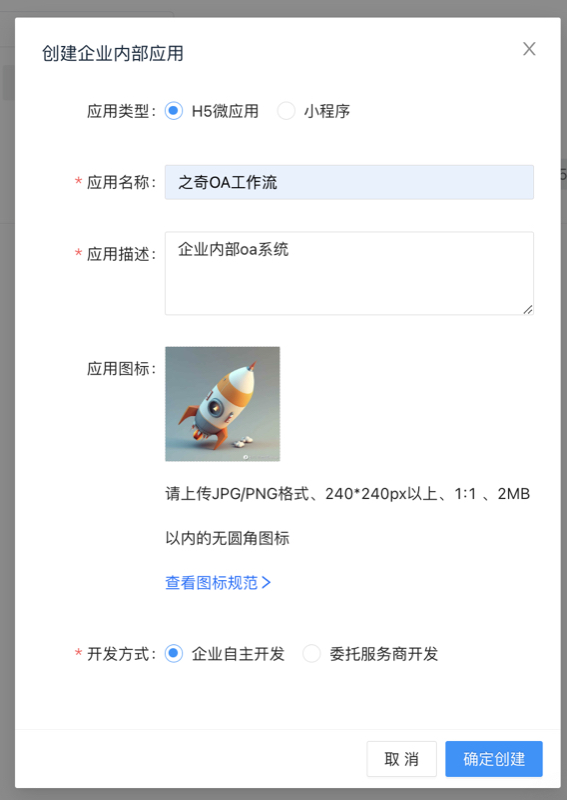 创建企业内部应用
应用类型: H5微应用 小程序
* 应用名称: 之奇OA工作流
* 应用描述: 企业内部oa系统
应用图标:
请上传JPG/PNG格式、240*240px以上、1:1 、2MB
以内的无圆角图标
查看图标规范
* 开发方式: 企业自主开发 委托服务商开发
取 消 确定创建